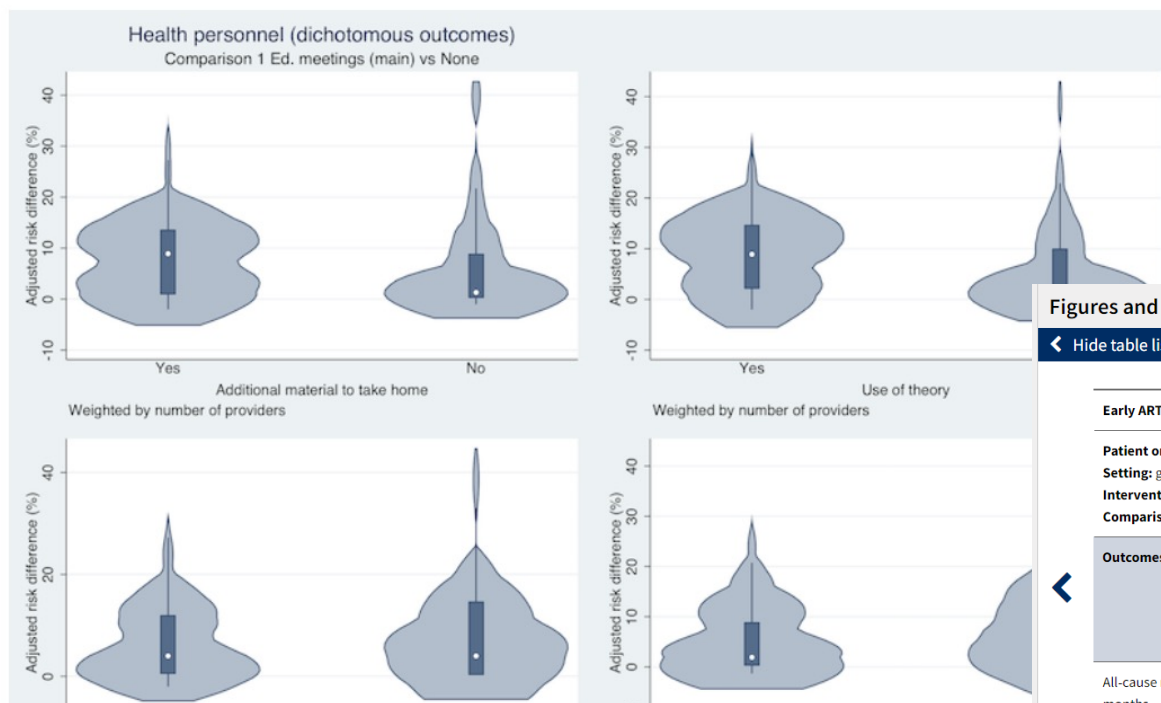 Health personnel (dichotomous outcomes)
Comparison 1 Ed. meetings (main) vs None
Adjusted risk difference (%)
40
30
20
10
0
-10
Yes
No
Additional material to take home
Weighted by number of providers
Adjusted risk difference (%)
40
30
20
10
0
-10
Yes
Use of theory
Weighted by number of providers
Adjusted risk difference (%)
40
20
0
Adjusted risk difference (%)
40
30
20
10
0
Figures and
Hide table li
Early ART
Patient o
Setting: g
Intervent
Comparis
Outcomes
All-cause
months